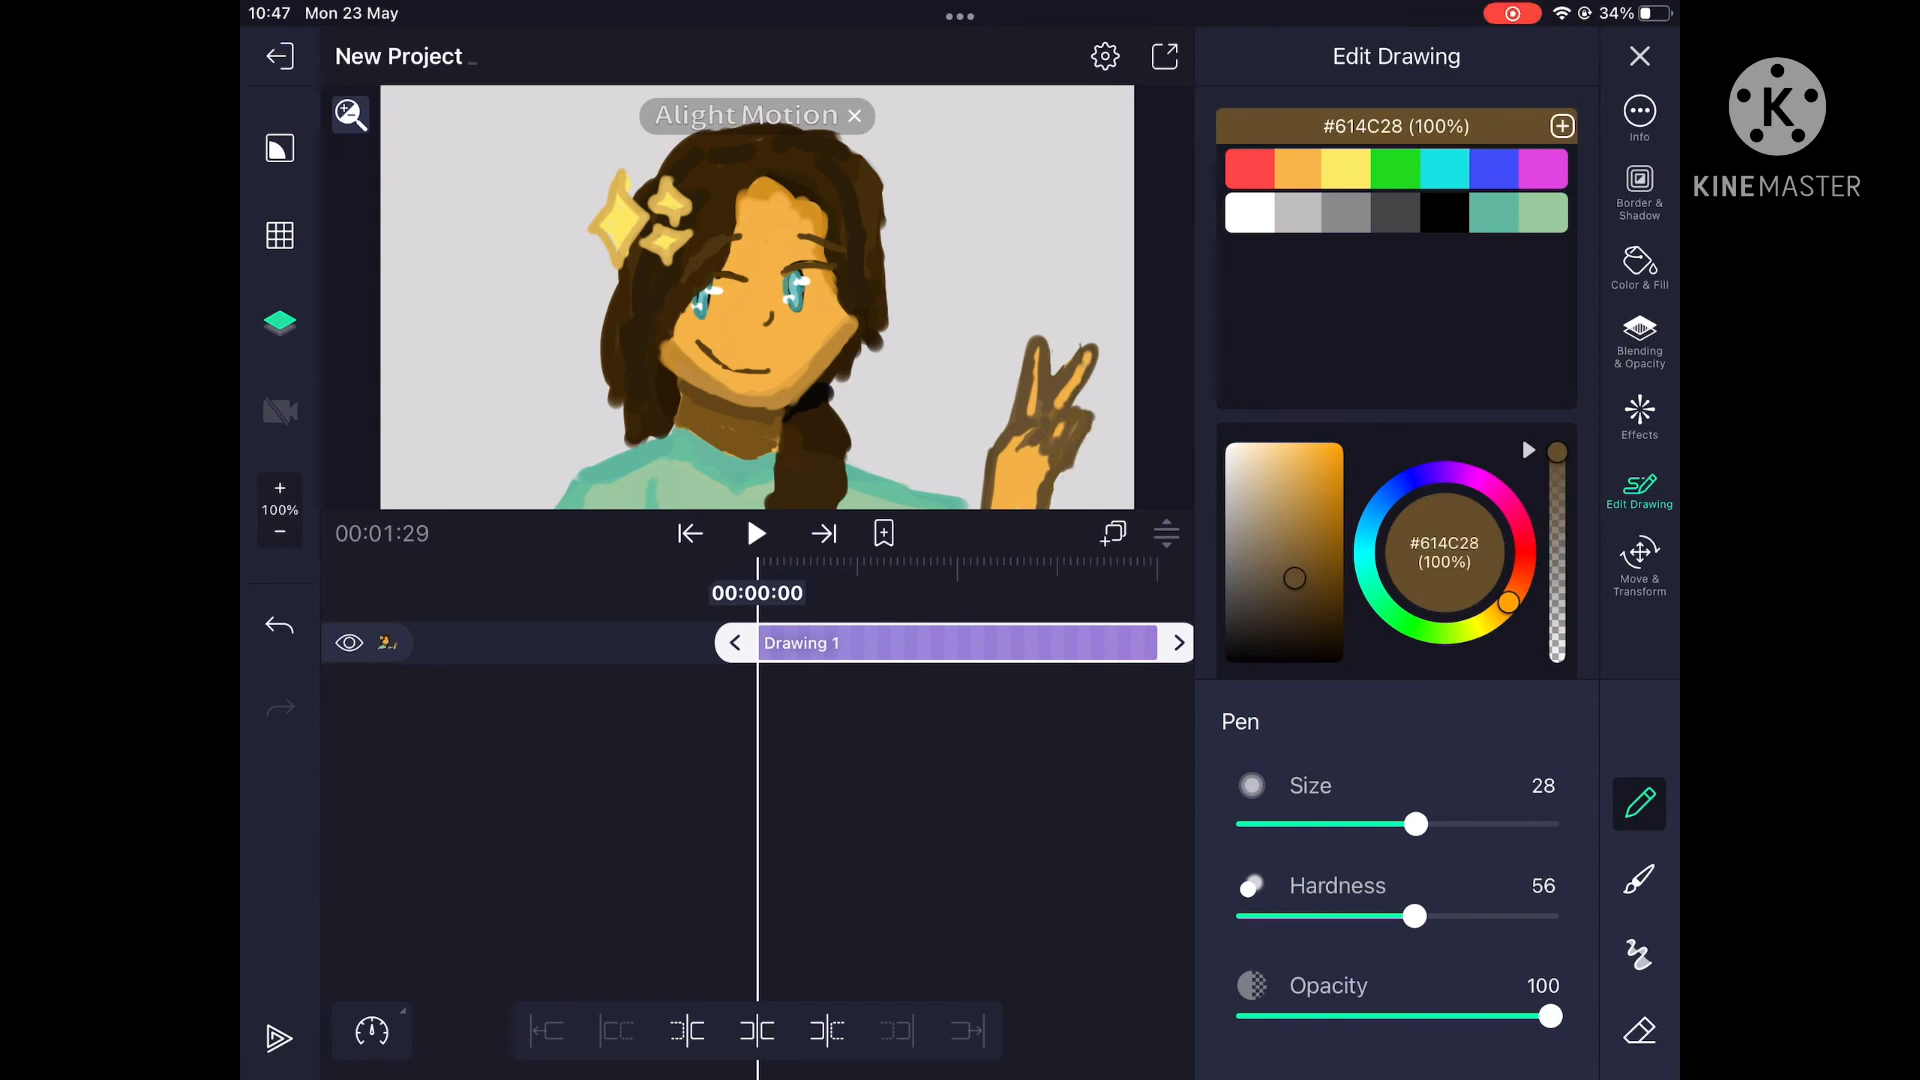 10:47 Mon 23 May
34%
New Project
Alight Motion
00:01:29
00:00:00
Drawing 1
+
100%
−
Edit Drawing
#614C28 (100%)
#614C28
(100%)
Pen
Size 28
Hardness 56
Opacity 100
Info
Border &
Shadow
Color & Fill
Blending
& Opacity
Effects
Edit Drawing
Move &
Transform
K
KINEMASTER